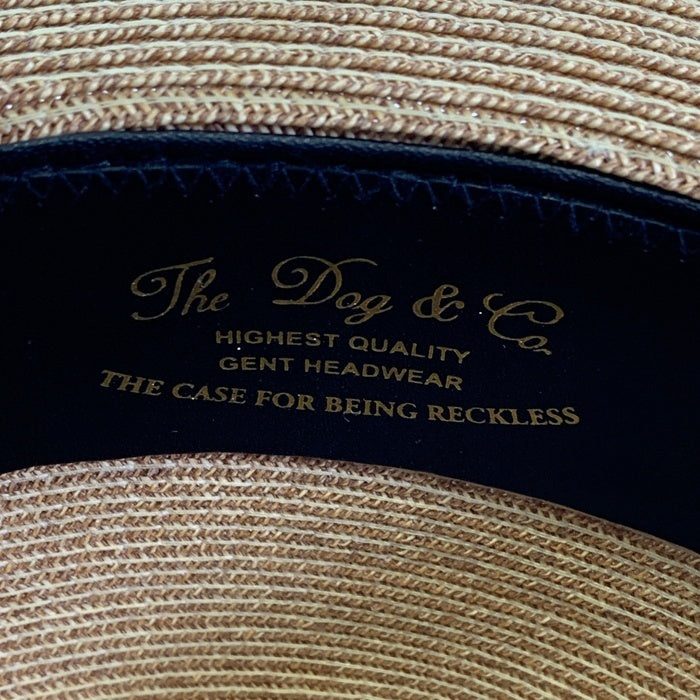 The Dog & Co.
HIGHEST QUALITY
GENT HEADWEAR
THE CASE FOR BEING RECKLESS